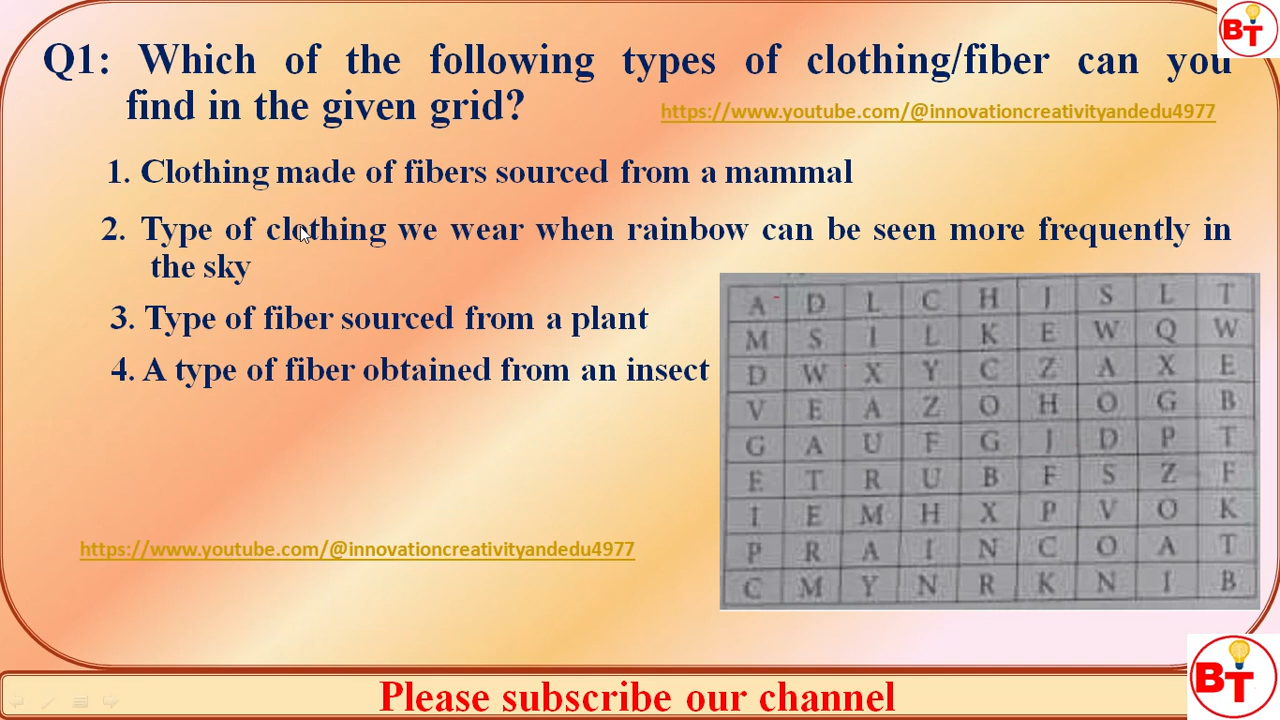 BT
Q1: Which of the following types of clothing/fiber can you
find in the given grid?
https://www.youtube.com/@innovationcreativityandedu4977
1. Clothing made of fibers sourced from a mammal
2. Type of clothing we wear when rainbow can be seen more frequently in
the sky
3. Type of fiber sourced from a plant
4. A type of fiber obtained from an insect
A D L C H J S L T
M S I L K E W Q W
D W X Y C Z A X E
V E A Z O H O G B
G A U F G J D P T
E T R U B F S Z F
I E M H X P V O K
P R A I N C O A T
C M Y N R K N I B
https://www.youtube.com/@innovationcreativityandedu4977
Please subscribe our channel
BT